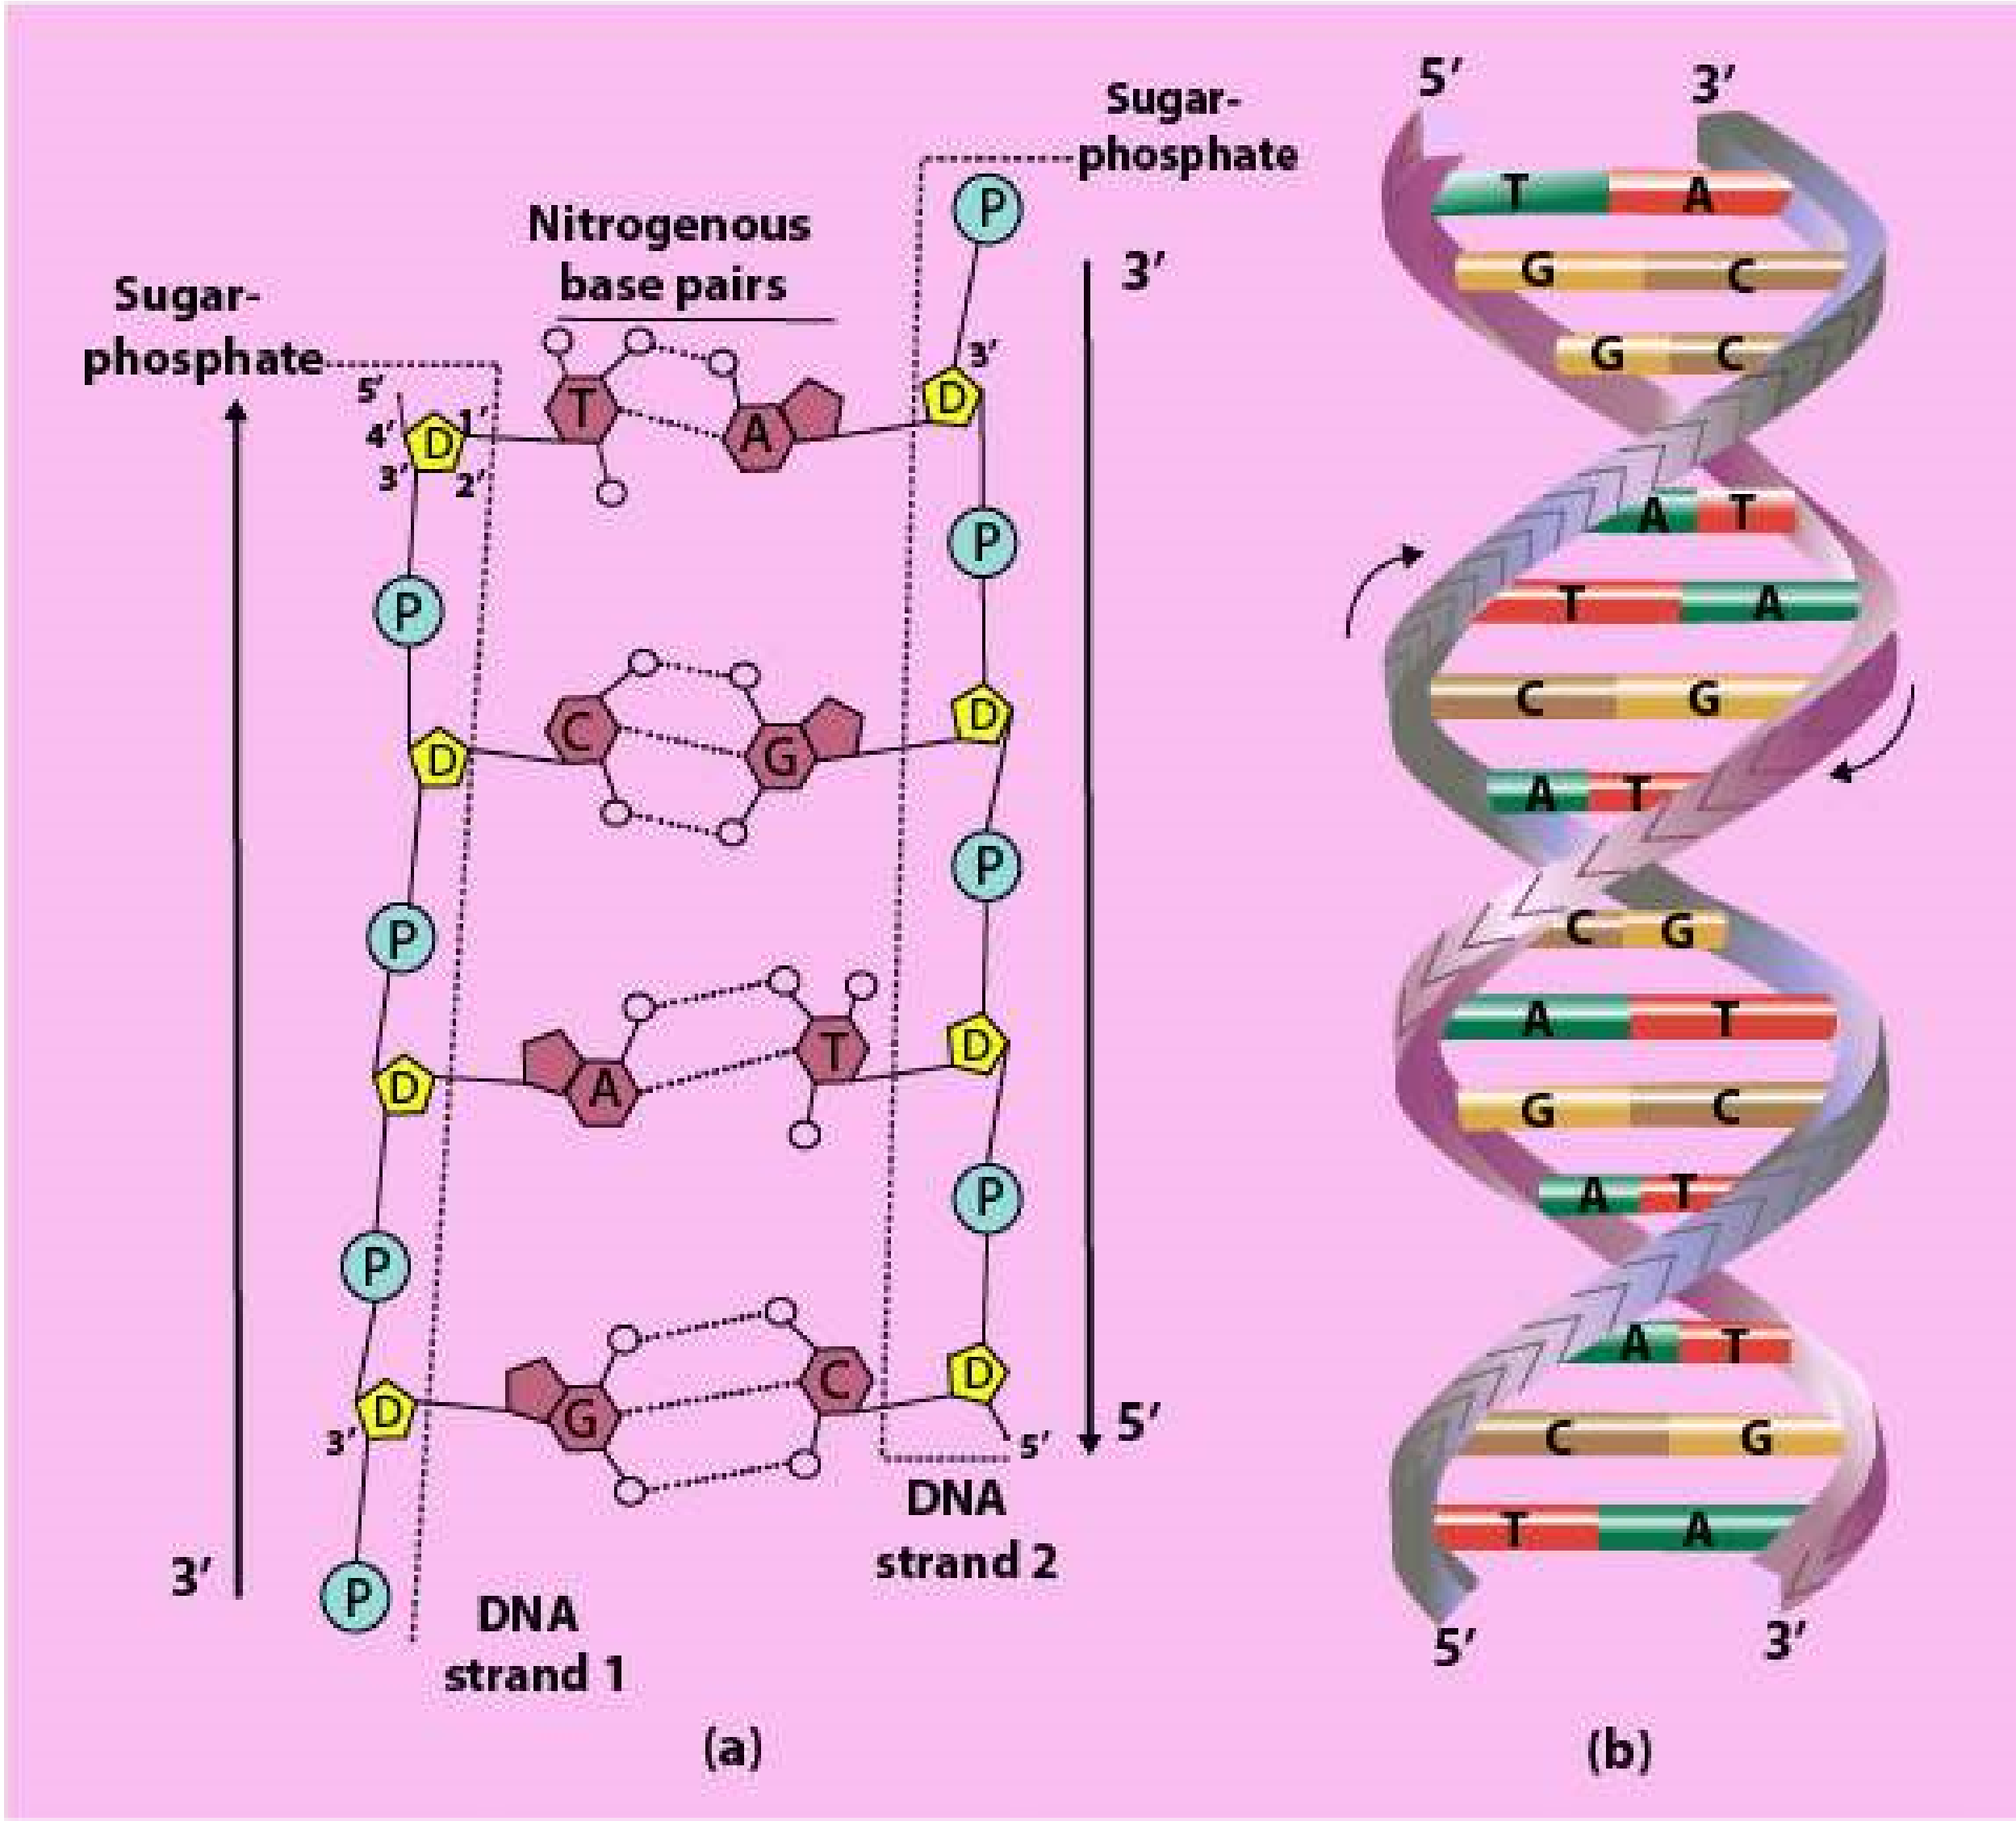 Sugar-
phosphate
P
Nitrogenous
base pairs
3′
Sugar-
phosphate
5′
4′ D 1′
3′ 2′
T A
D 3′
P
P
D C G D
P
P
D A T D
P
P
D G C D
3′
5′
5′
DNA
strand 2
3′
P
DNA
strand 1
(a)
5′ 3′
T A
G C
G C
A T
T A
C G
A T
C G
A T
G C
A T
A T
C G
T A
5′ 3′
(b)